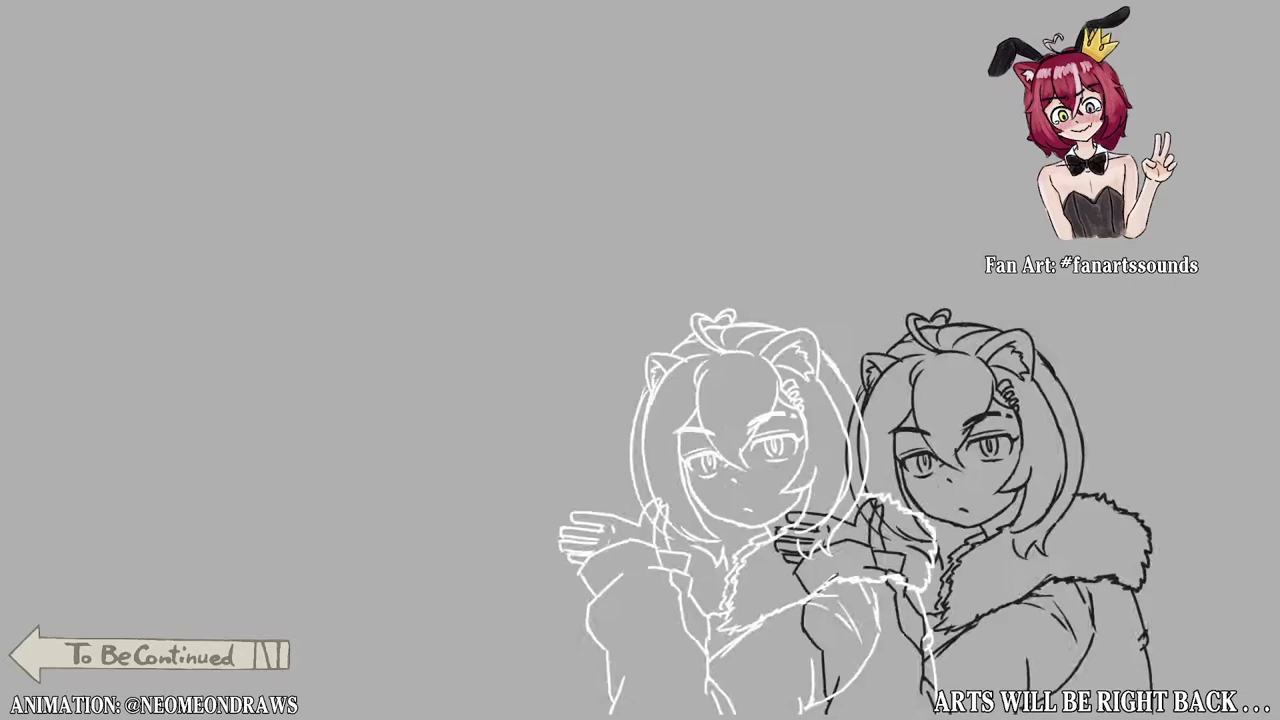 Fan Art: #fanartssounds
To Be Continued
ANIMATION: @NEOMEONDRAWS
ARTS WILL BE RIGHT BACK . . .